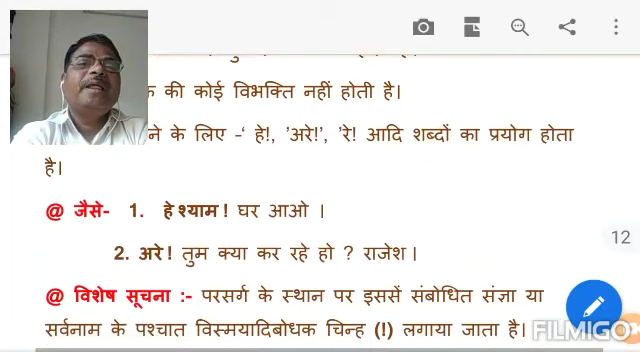 की कोई विभक्ति नहीं होती है।
ने के लिए –‘ हे!, ’अरे!', 'रे! आदि शब्दों का प्रयोग होता
है।
@ जैसे- 1. हे श्याम ! घर आओ ।
2. अरे ! तुम क्या कर रहे हो ? राजेश ।
@ विशेष सूचना :- परसर्ग के स्थान पर इससें संबोधित संज्ञा या
सर्वनाम के पश्चात विस्मयादिबोधक चिन्ह (!) लगाया जाता है।
12
FILMIGO